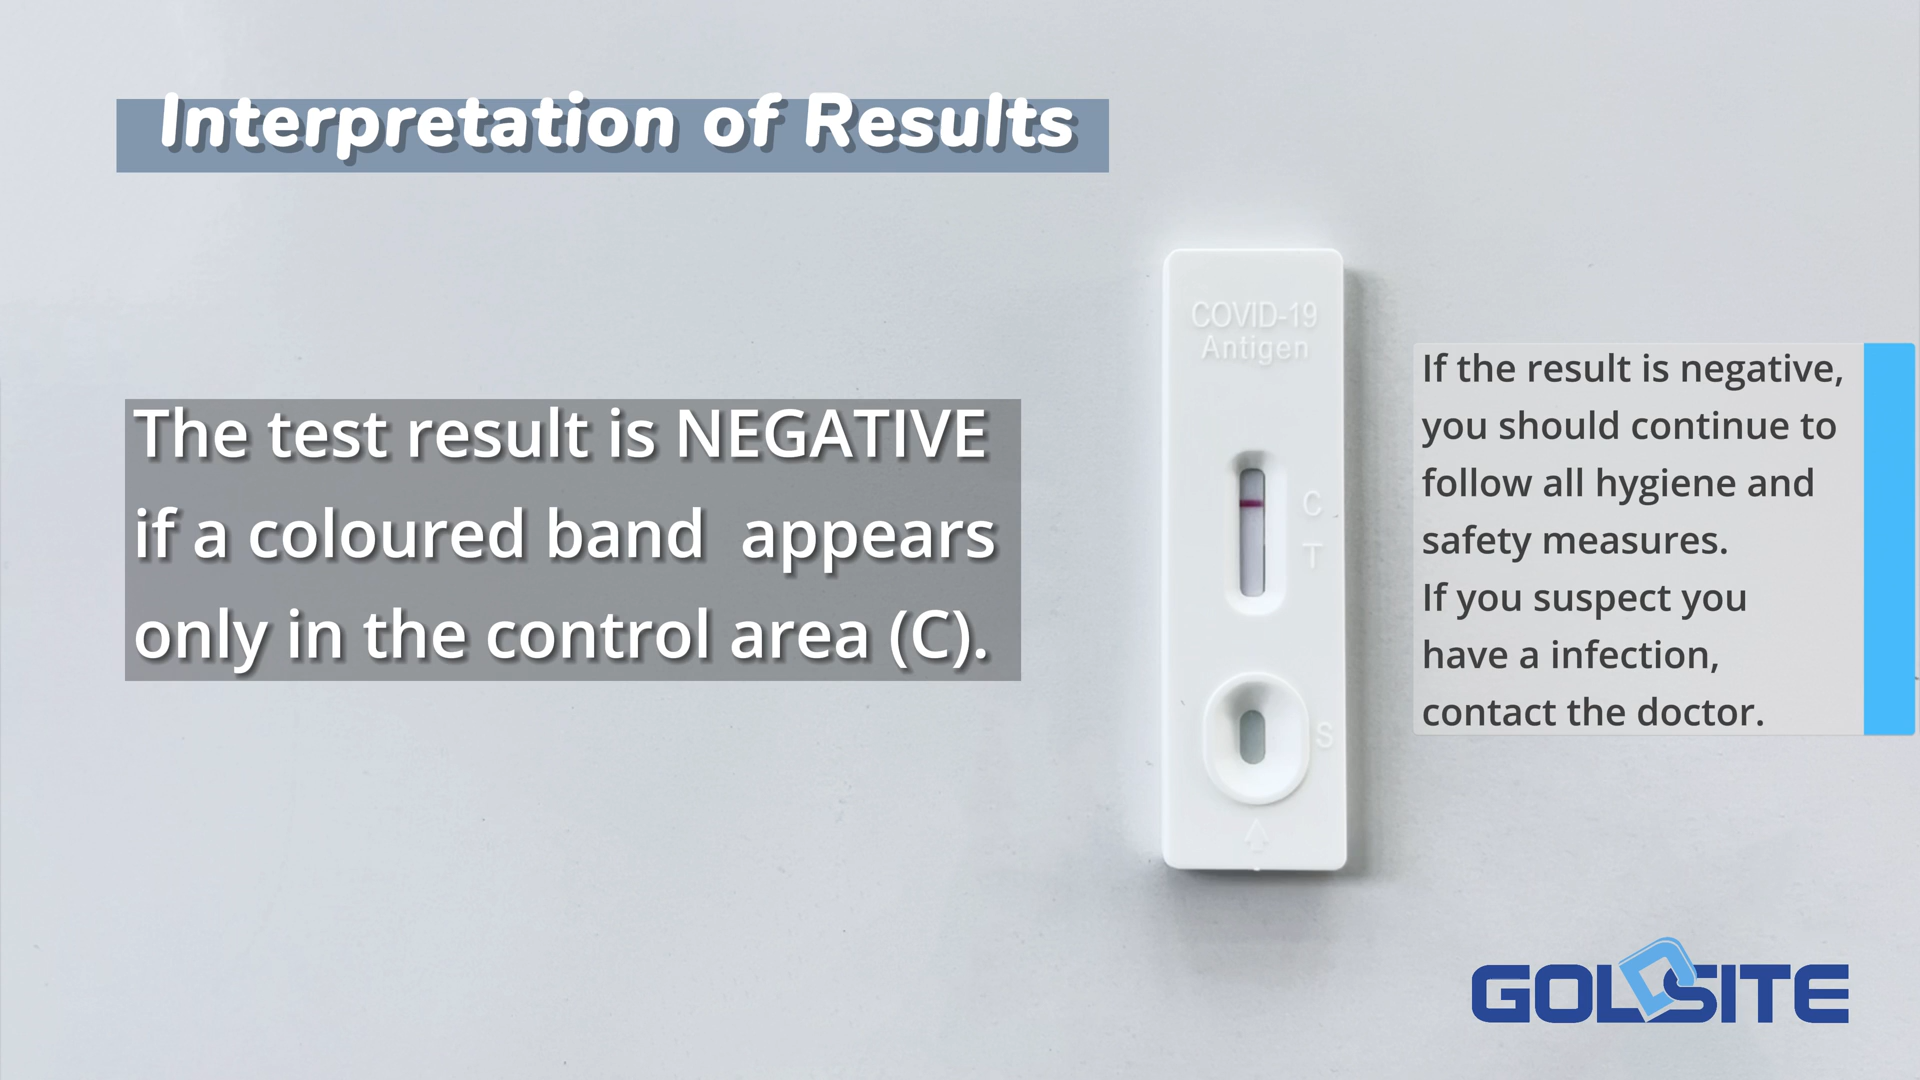 Interpretation of Results
The test result is NEGATIVE
if a coloured band  appears
only in the control area (C).
COVID-19
Antigen
C
T
S
If the result is negative,
you should continue to
follow all hygiene and
safety measures.
If you suspect you
have a infection,
contact the doctor.
GOLDSITE